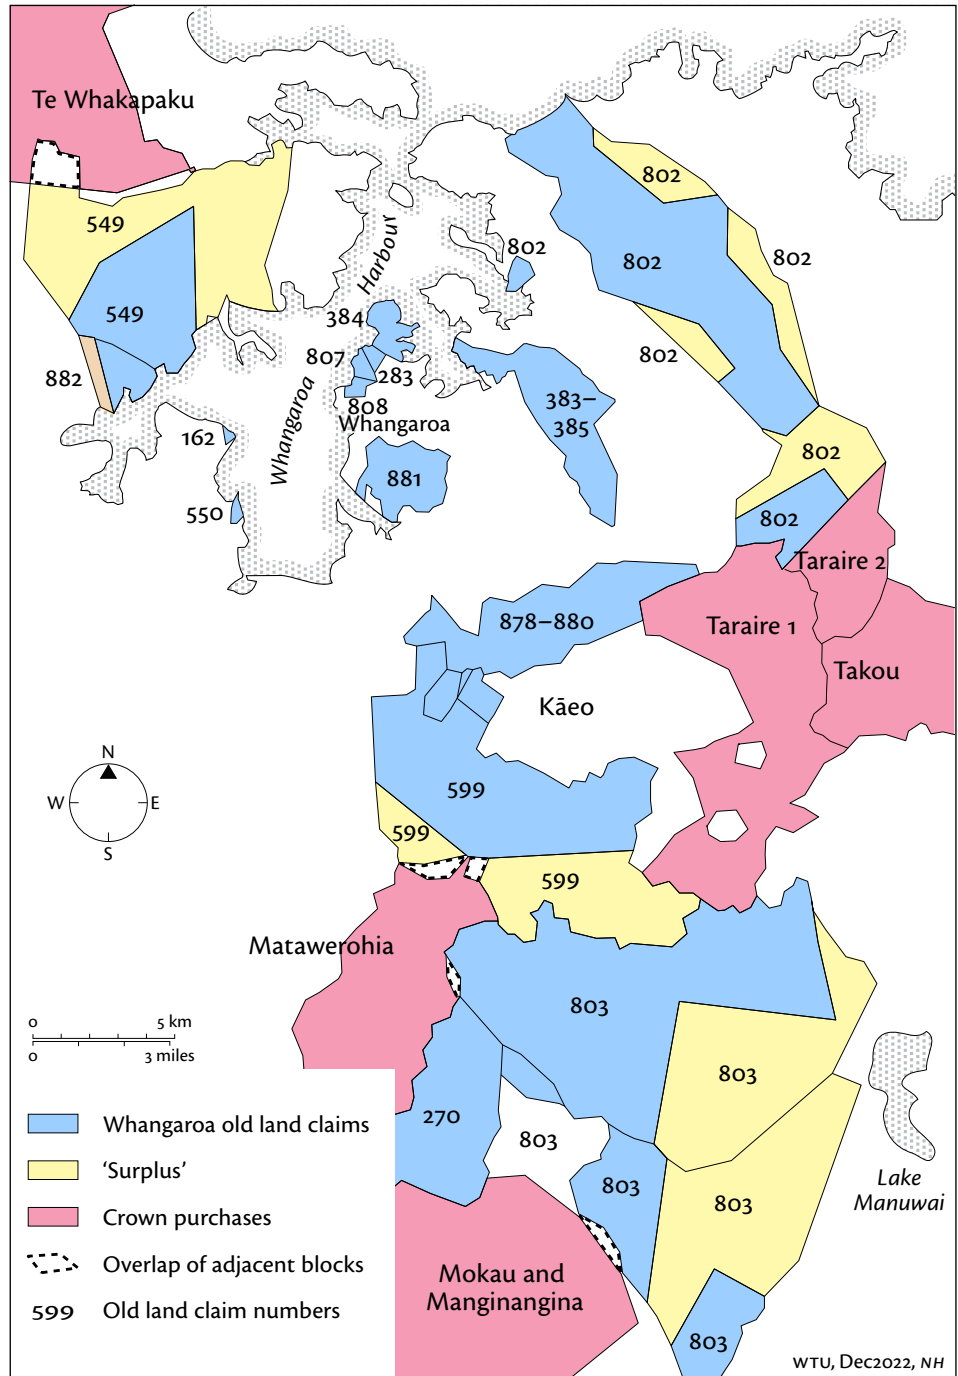 Te Whakapaku
549
549
882
802
802
802
802
802
Harbour
384
807
283
808
Whangaroa
Whangaroa
383–
385
162
881
550
802
802
Taraire 2
878–880
Taraire 1
Takou
Kāeo
N
W
E
S
599
599
599
Matawerohia
803
0
5 km
0
3 miles
803
270
803
803
803
Lake
Manuwai
Whangaroa old land claims
'Surplus'
Crown purchases
Overlap of adjacent blocks
599
Old land claim numbers
Mokau and
Manginangina
803
WTU, Dec2022, NH